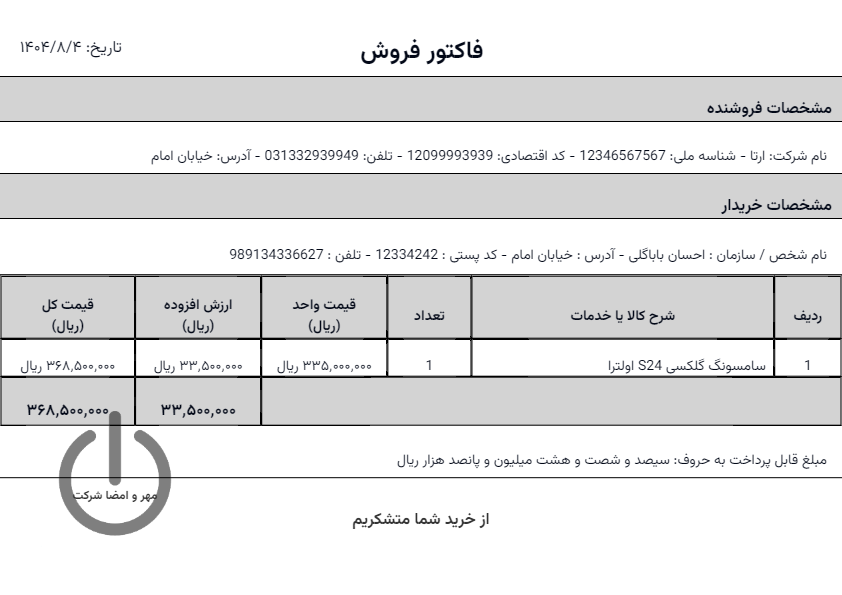 فاکتور فروش
تاریخ: ۱۴۰۴/۸/۴
مشخصات فروشنده
نام شرکت: ارتا - شناسه ملی: 12346567567 - کد اقتصادی: 12099993939 - تلفن: 031332939949 - آدرس: خیابان امام
مشخصات خریدار
نام شخص / سازمان : احسان باباگلی - آدرس : خیابان امام - کد پستی : 12334242 - تلفن : 989134336627
ردیف شرح کالا یا خدمات تعداد قیمت واحد (ریال) ارزش افزوده (ریال) قیمت کل (ریال)
1 سامسونگ گلکسی S24 اولترا 1 ۳۳۵,۰۰۰,۰۰۰ ریال ۳۳,۵۰۰,۰۰۰ ریال ۳۶۸,۵۰۰,۰۰۰ ریال
۳۳,۵۰۰,۰۰۰ ۳۶۸,۵۰۰,۰۰۰
مبلغ قابل پرداخت به حروف: سیصد و شصت و هشت میلیون و پانصد هزار ریال
مهر و امضا شرکت
از خرید شما متشکریم